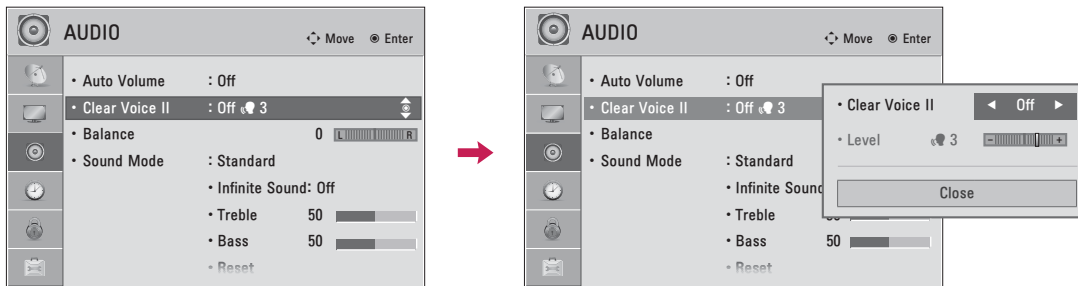 AUDIO
Move Enter
• Auto Volume : Off
• Clear Voice II : Off 3
• Balance 0 L R
• Sound Mode : Standard
• Infinite Sound: Off
• Treble 50
• Bass 50
• Reset
AUDIO
Move Enter
• Auto Volume : Off
• Clear Voice II : Off 3
• Balance
• Sound Mode : Standard
• Infinite Sound
• Treble
• Bass 50
• Reset
• Clear Voice II ◄ Off ►
• Level 3 - +
Close